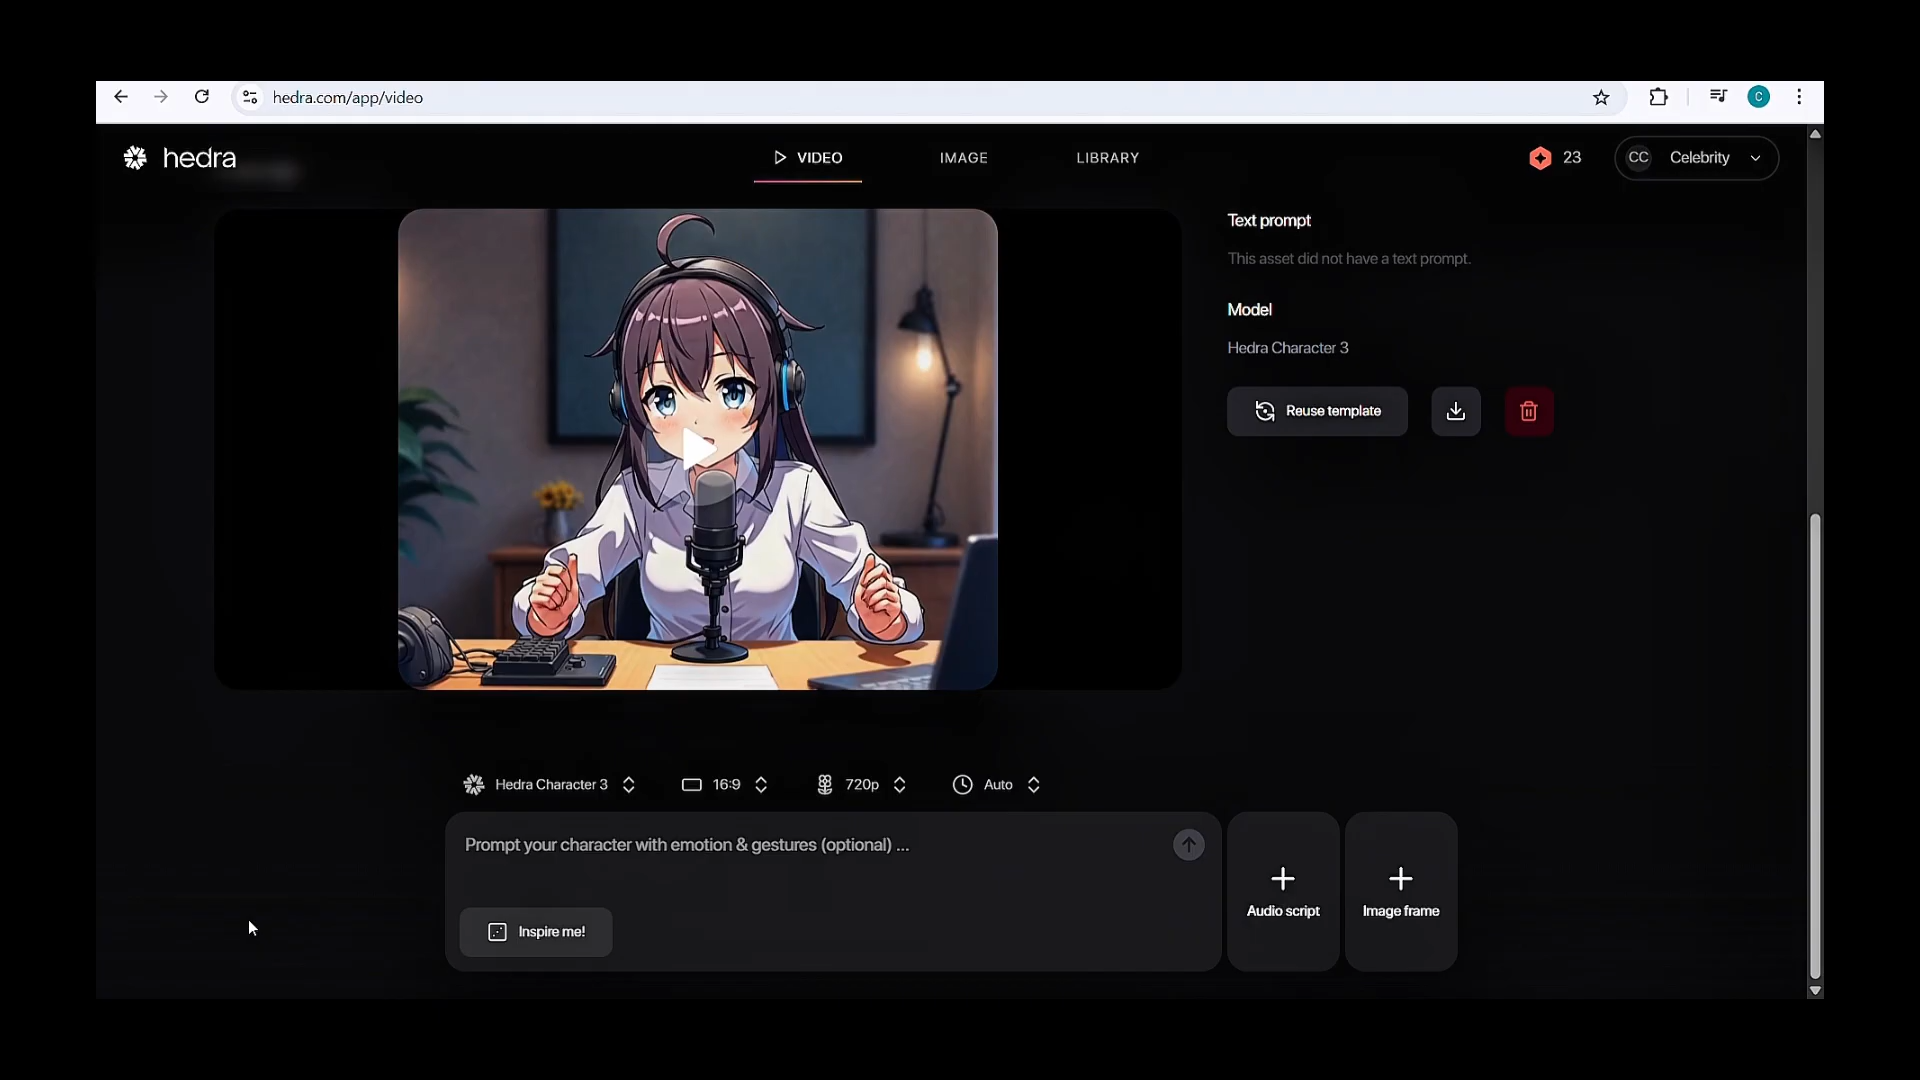 hedra.com/app/video
C
hedra
VIDEO
IMAGE
LIBRARY
23
CC
Celebrity
Text prompt
This asset did not have a text prompt.
Model
Hedra Character 3
Reuse template
Hedra Character 3
16:9
720p
Auto
Prompt your character with emotion & gestures (optional) ...
Inspire me!
Audio script
Image frame